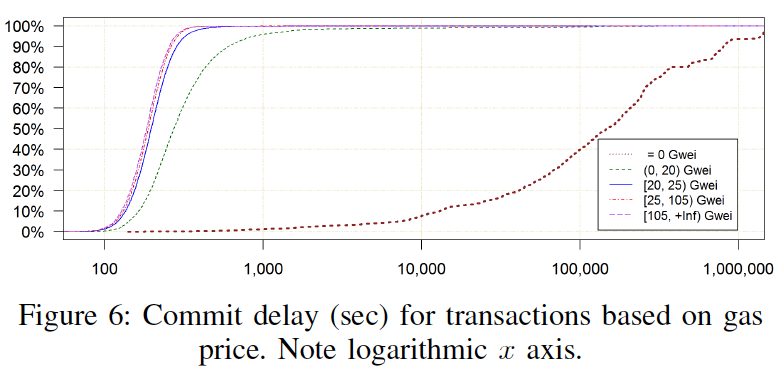 100%
90%
80%
70%
60%
50%
40%
30%
20%
10%
0%
= 0 Gwei
(0, 20) Gwei
[20, 25) Gwei
[25, 105) Gwei
[105, +Inf) Gwei
100 1,000 10,000 100,000 1,000,000
Figure 6: Commit delay (sec) for transactions based on gas
price. Note logarithmic x axis.